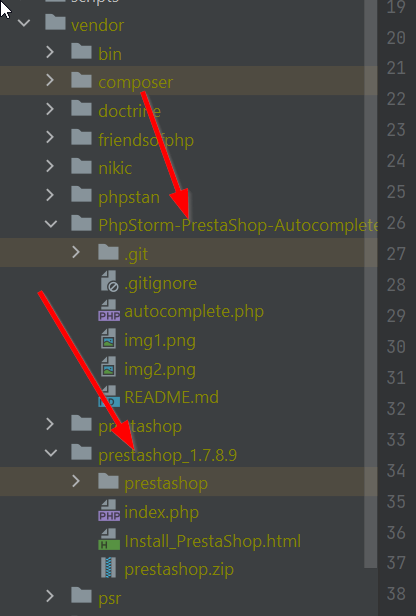 scripts
19
vendor
20
bin
21
composer
22
doctrine
23
friendsofphp
24
nikic
25
phpstan
26
PhpStorm-PrestaShop-Autocomplete
27
.git
28
.gitignore
29
autocomplete.php
30
img1.png
31
img2.png
32
README.md
prestashop
33
prestashop_1.7.8.9
34
prestashop
35
index.php
36
Install_PrestaShop.html
37
prestashop.zip
38
psr